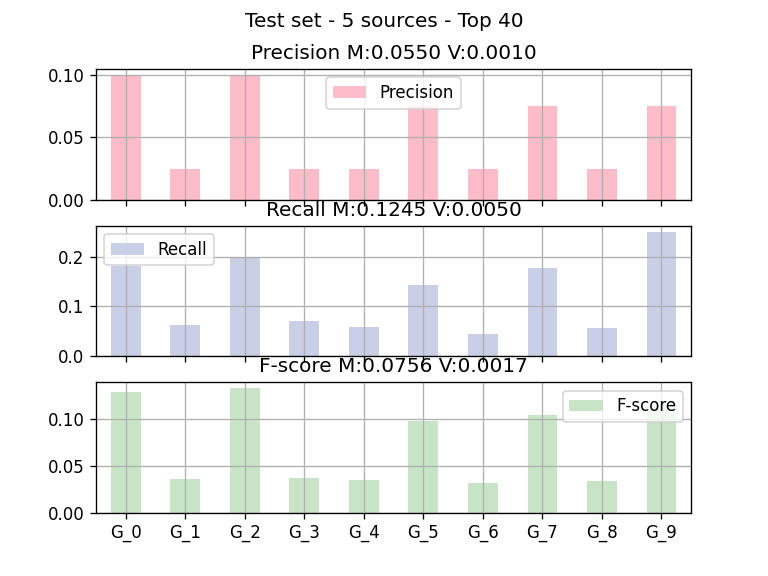 Test set - 5 sources - Top 40
Precision M:0.0550 V:0.0010
0.10
0.05
0.00
Precision
Recall M:0.1245 V:0.0050
0.2
0.1
0.0
Recall
F-score M:0.0756 V:0.0017
0.10
0.05
0.00
F-score
G_0 G_1 G_2 G_3 G_4 G_5 G_6 G_7 G_8 G_9